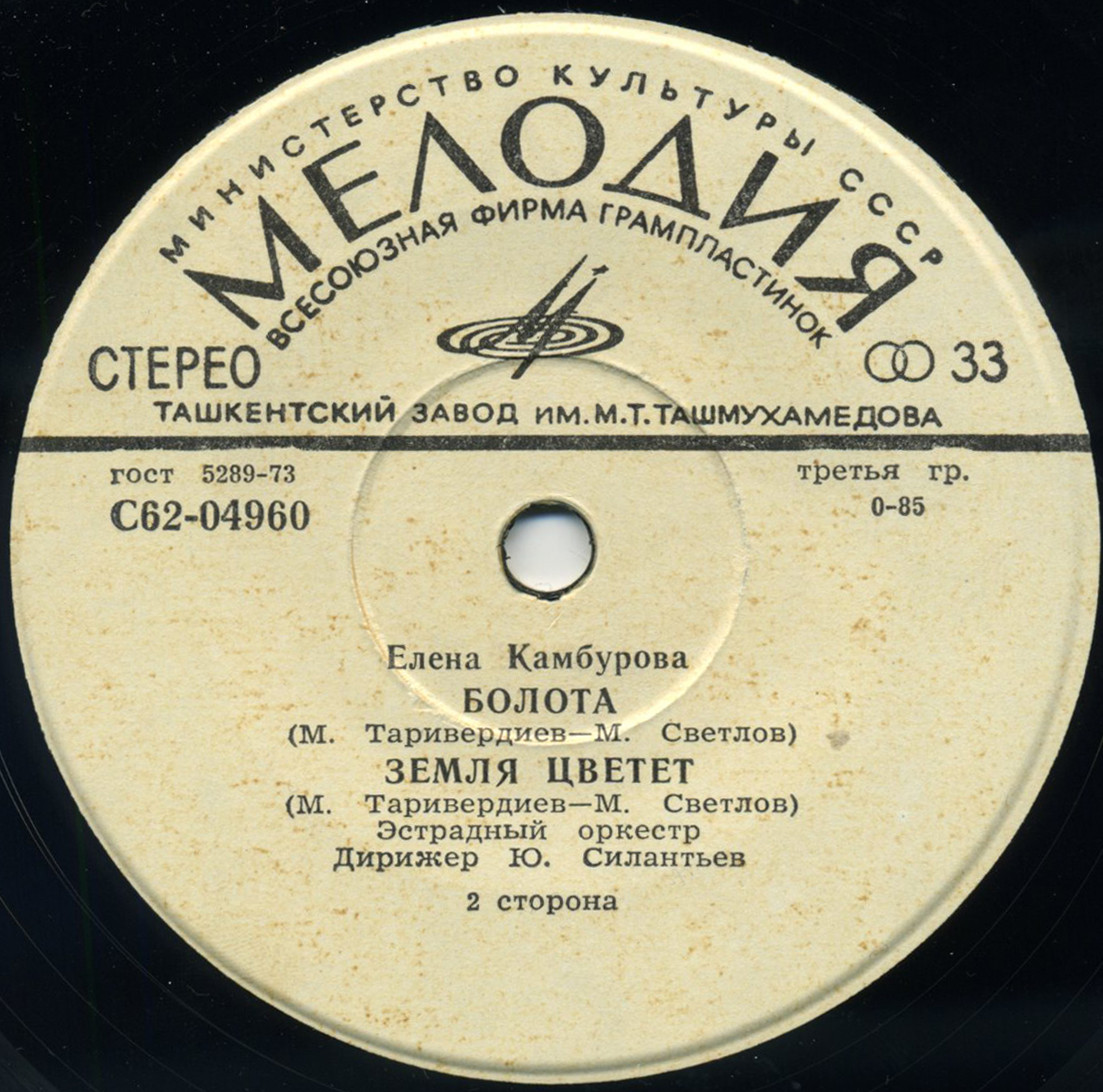 МИНИСТЕРСТВО КУЛЬТУРЫ СССР
МЕЛОДИЯ
ВСЕСОЮЗНАЯ ФИРМА ГРАМПЛАСТИНОК
СТЕРЕО
33
ТАШКЕНТСКИЙ ЗАВОД ИМ. М.Т. ТАШМУХАМЕДОВА
гост 5289-73
третья гр.
С62-04960
0-85
Елена Камбурова
БОЛОТА
(М. Таривердиев—М. Светлов)
ЗЕМЛЯ ЦВЕТЕТ
(М. Таривердиев—М. Светлов)
Эстрадный оркестр
Дирижер Ю. Силантьев
2 сторона